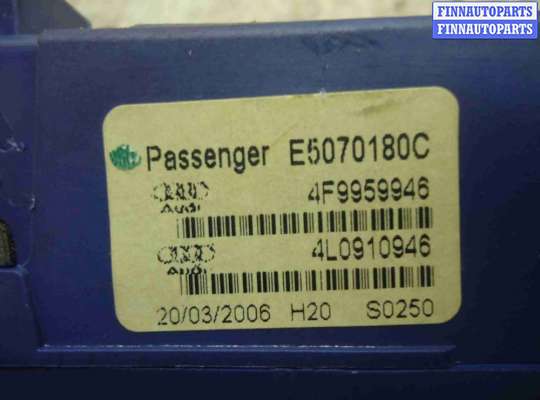 FINNAUTOPARTS
FINNAUTOPARTS
Passenger E5070180C
Audi 4F9959946
Audi 4L0910946
20/03/2006 H20 S0250